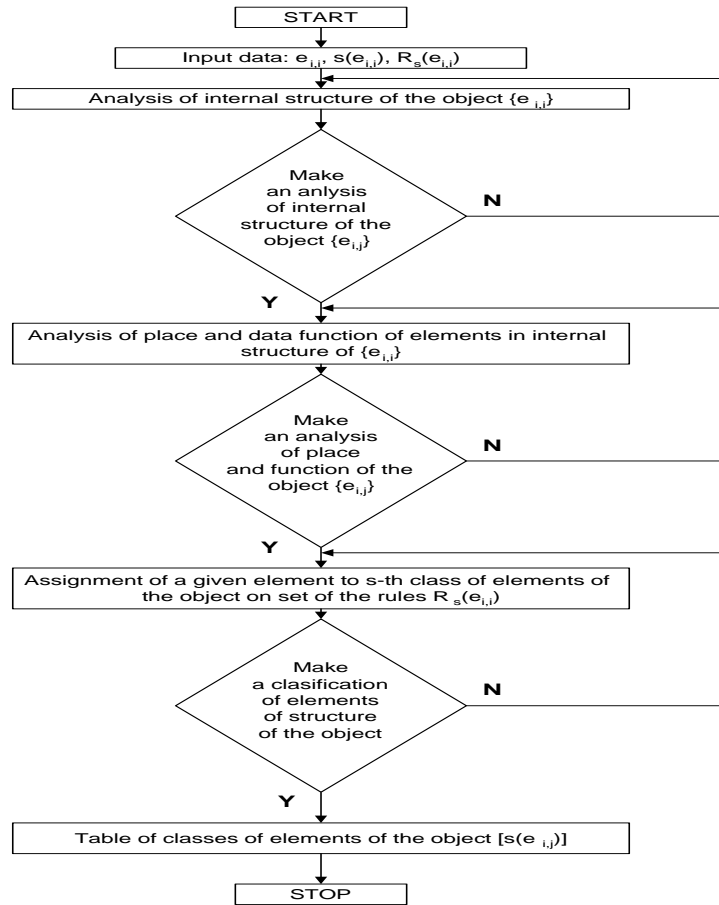 START
Input data: e i,i, s(e i,i), R s(e i,i)
Analysis of internal structure of the object {e i,i}
Make
an anlysis
of internal
structure of the
object {e i,j}
N
Y
Analysis of place and data function of elements in internal
structure of {e i,i}
Make
an analysis
of place
and function of the
object {e i,j}
N
Y
Assignment of a given element to s-th class of elements of
the object on set of the rules R s(e i,i)
Make
a clasification
of elements
of structure
of the object
N
Y
Table of classes of elements of the object [s(e i,j)]
STOP